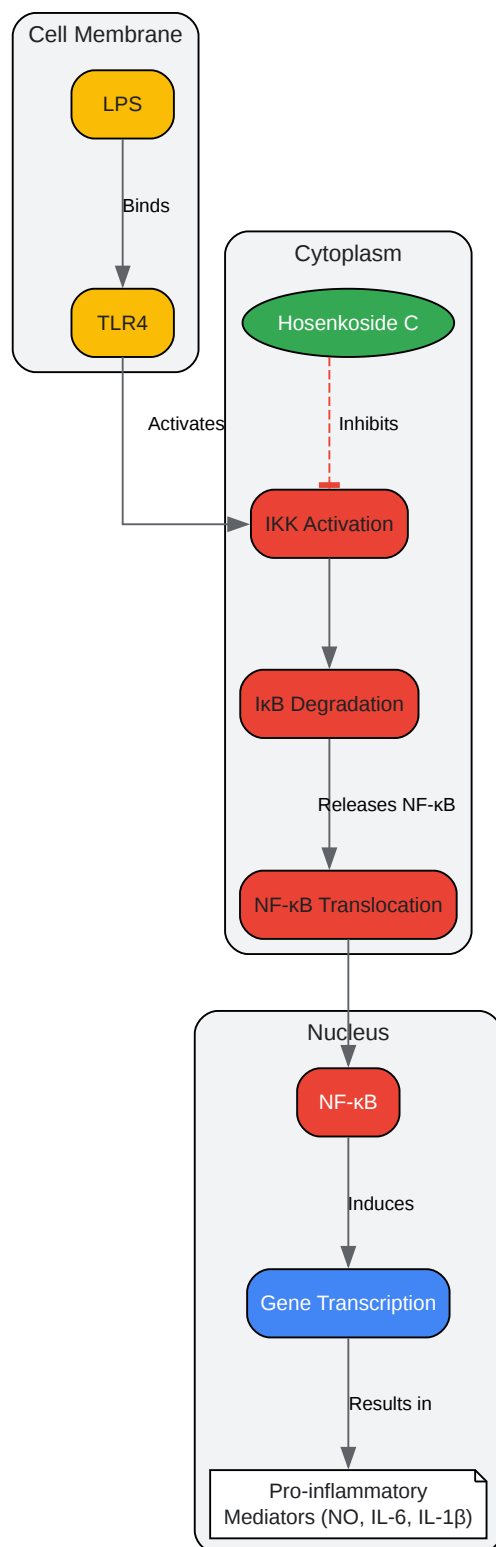 Cell Membrane
LPS
Binds
TLR4
Activates
Cytoplasm
Hosenkoside C
Inhibits
IKK Activation
IκB Degradation
Releases NF-κB
NF-κB Translocation
Nucleus
NF-κB
Induces
Gene Transcription
Results in
Pro-inflammatory
Mediators (NO, IL-6, IL-1β)